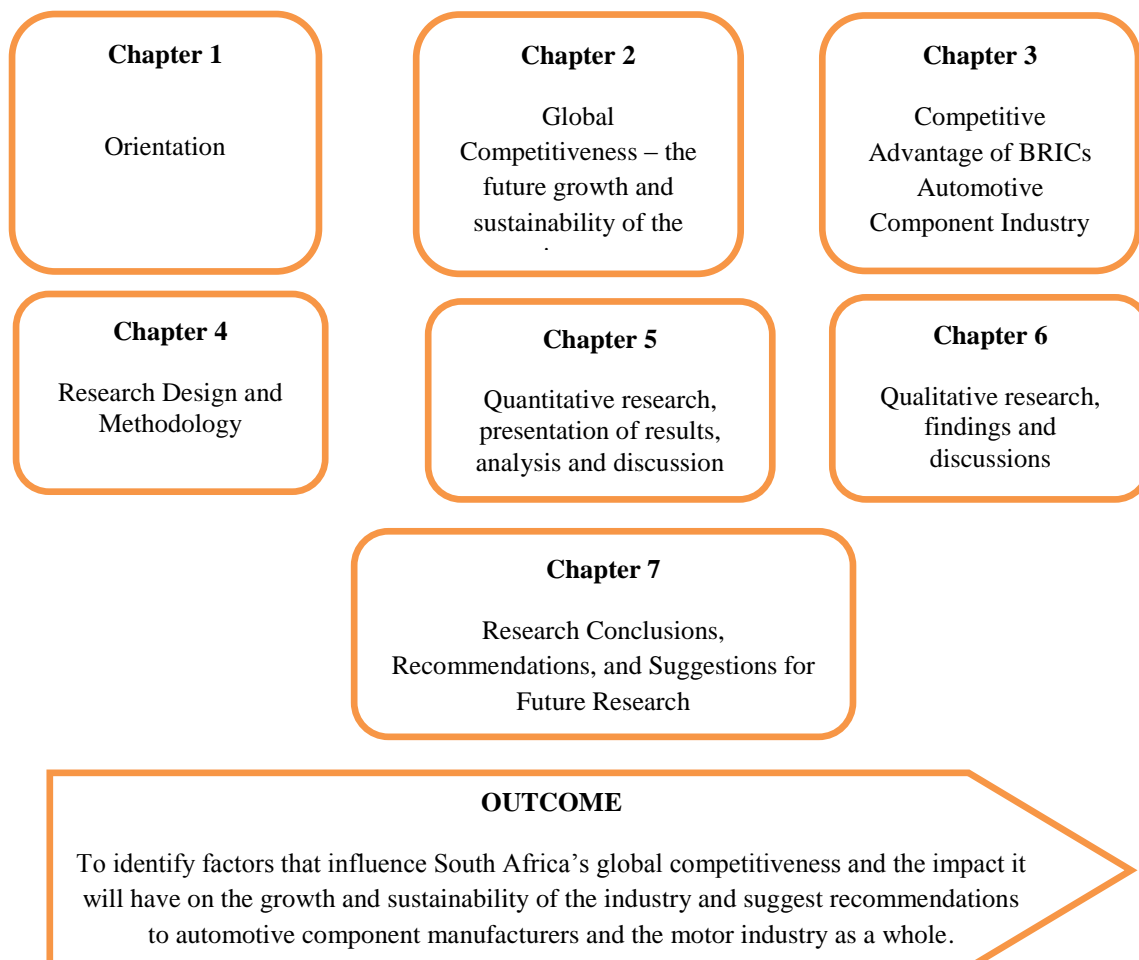 Chapter 1
Orientation
Chapter 2
Global
Competitiveness – the
future growth and
sustainability of the
Chapter 3
Competitive
Advantage of BRICs
Automotive
Component Industry
Chapter 4
Research Design and
Methodology
Chapter 5
Quantitative research,
presentation of results,
analysis and discussion
Chapter 6
Qualitative research,
findings and
discussions
Chapter 7
Research Conclusions,
Recommendations, and Suggestions for
Future Research
OUTCOME
To identify factors that influence South Africa’s global competitiveness and the impact it
will have on the growth and sustainability of the industry and suggest recommendations
to automotive component manufacturers and the motor industry as a whole.